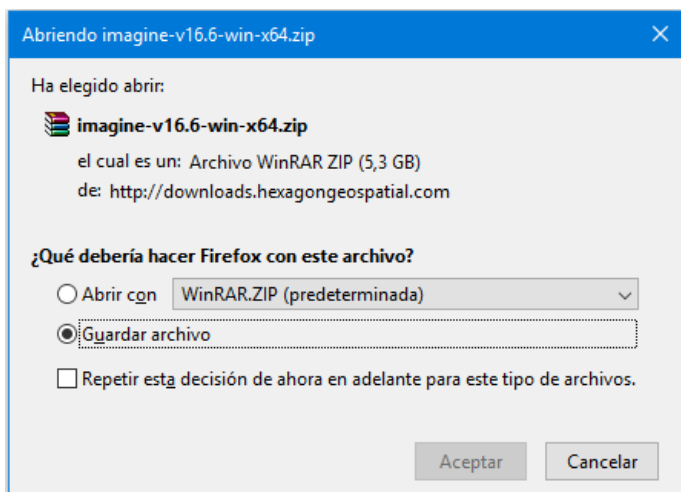 Abriendo imagine-v16.6-win-x64.zip
Ha elegido abrir:
imagine-v16.6-win-x64.zip
el cual es un: Archivo WinRAR ZIP (5,3 GB)
de: http://downloads.hexagongeospatial.com
¿Qué debería hacer Firefox con este archivo?
Abrir con WinRAR.ZIP (predeterminada)
Guardar archivo
Repetir esta decisión de ahora en adelante para este tipo de archivos.
Aceptar Cancelar